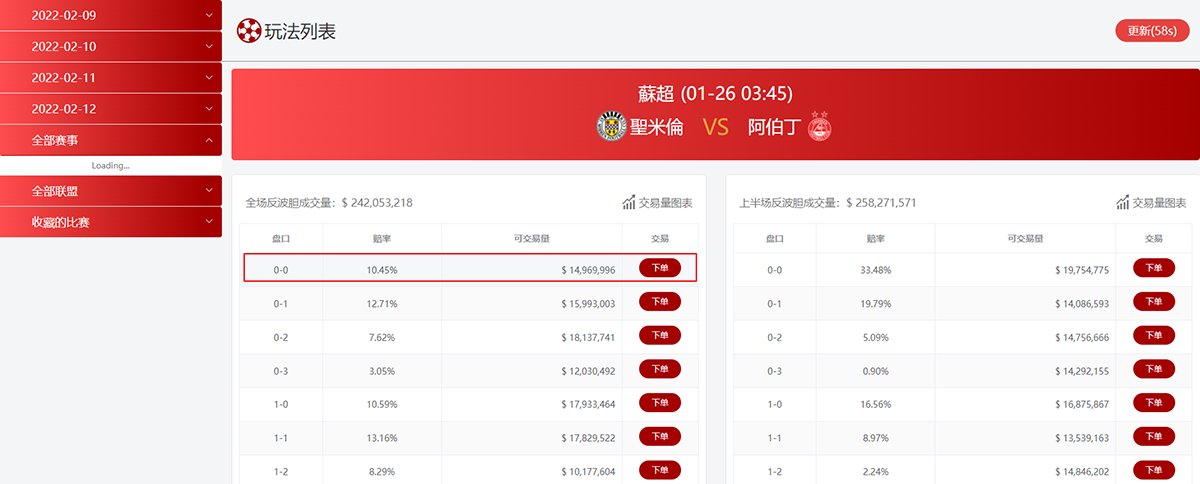 2022-02-09
2022-02-10
2022-02-11
2022-02-12
全部赛事
Loading...
全部联盟
收藏的比赛
玩法列表
更新(58s)
蘇超 (01-26 03:45)
聖米倫 VS 阿伯丁
全场反波胆成交量: $ 242,053,218 交易量图表
盘口 赔率 可交易量 交易
0-0 10.45% $ 14,969,996 下单
0-1 12.71% $ 15,993,003 下单
0-2 7.62% $ 18,137,741 下单
0-3 3.05% $ 12,030,492 下单
1-0 10.59% $ 17,933,464 下单
1-1 13.16% $ 17,829,522 下单
1-2 8.29% $ 10,177,604 下单
上半场反波胆成交量: $ 258,271,571 交易量图表
盘口 赔率 可交易量 交易
0-0 33.48% $ 19,754,775 下单
0-1 19.79% $ 14,086,593 下单
0-2 5.09% $ 14,756,666 下单
0-3 0.90% $ 14,292,155 下单
1-0 16.56% $ 16,875,867 下单
1-1 8.97% $ 13,539,163 下单
1-2 2.24% $ 14,846,202 下单